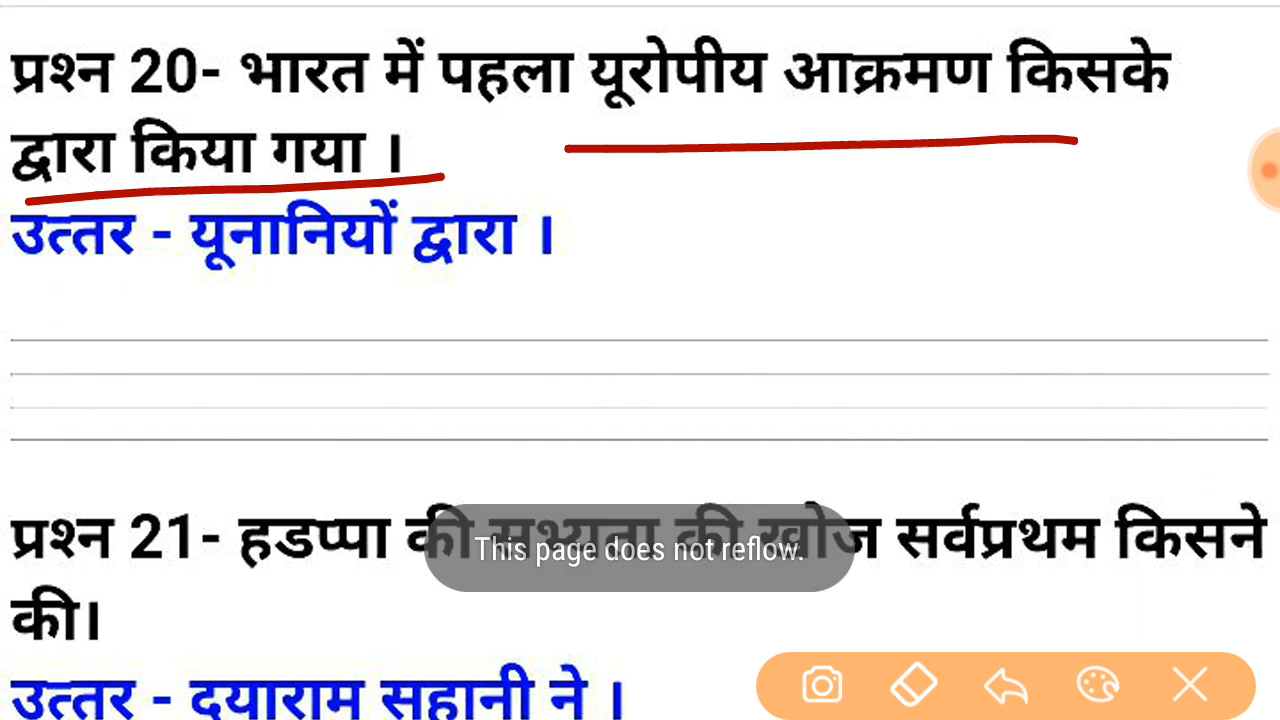 प्रश्न 20- भारत में पहला यूरोपीय आक्रमण किसके
द्वारा किया गया ।
उत्तर - यूनानियों द्वारा ।
प्रश्न 21- हडप्पा की सभ्यता की खोज सर्वप्रथम किसने
This page does not reflow.
की।
उत्तर - दयाराम सहानी ने ।